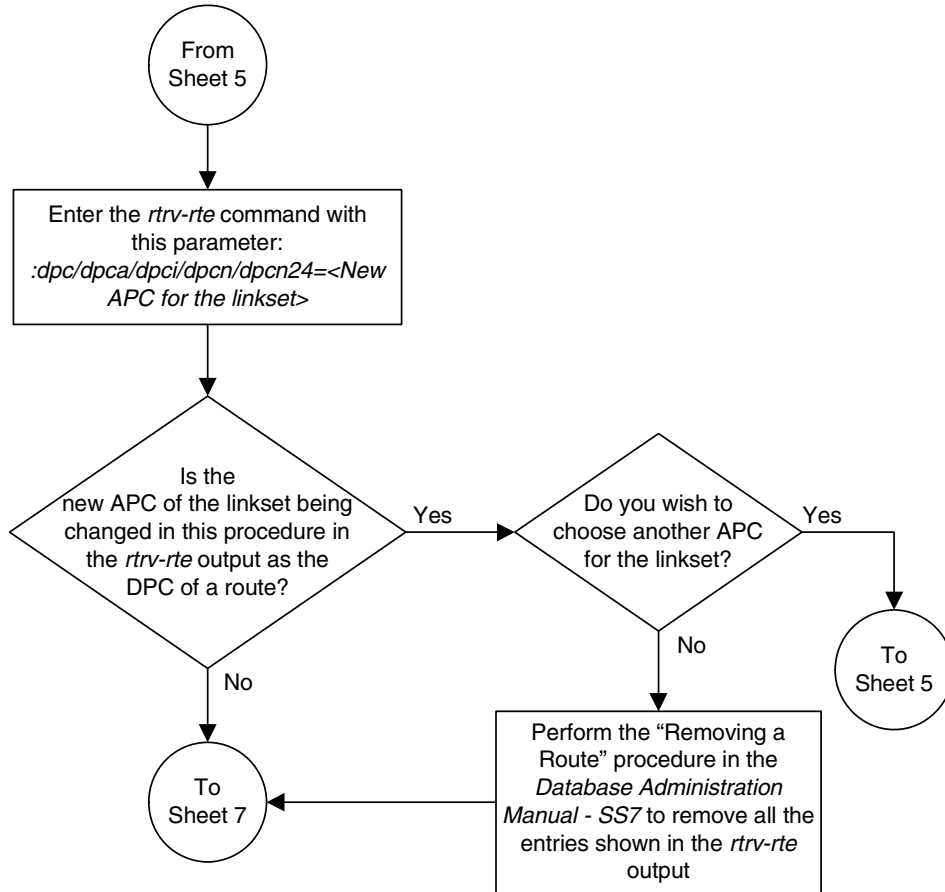 From
Sheet 5
Enter the rtrv-rte command with
this parameter:
:dpc/dpca/dpci/dpcn/dpcn24=<New
APC for the linkset>
Is the
new APC of the linkset being
changed in this procedure in
the rtrv-rte output as the
DPC of a route?
Yes
Do you wish to
choose another APC
for the linkset?
Yes
No
No
To
Sheet 5
To
Sheet 7
Perform the “Removing a
Route” procedure in the
Database Administration
Manual - SS7 to remove all the
entries shown in the rtrv-rte
output